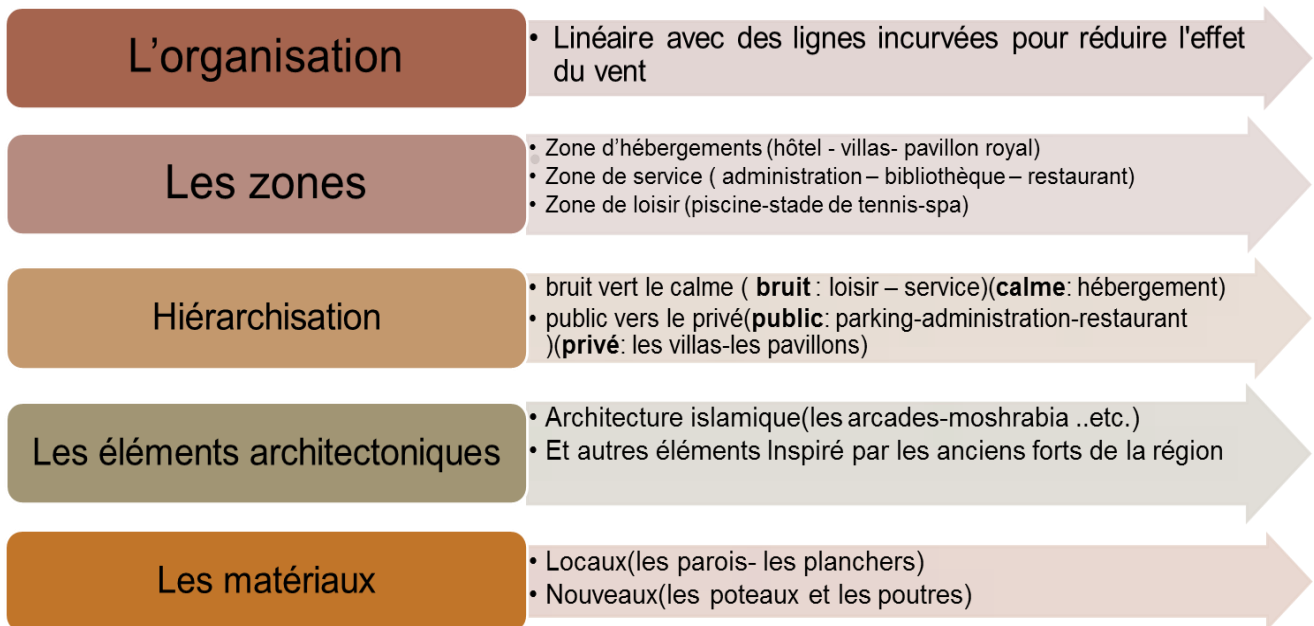 L'organisation
• Linéaire avec des lignes incurvées pour réduire l'effet
du vent
Les zones
• Zone d'hébergements (hôtel - villas- pavillon royal)
• Zone de service ( administration – bibliothèque – restaurant)
• Zone de loisir (piscine-stade de tennis-spa)
Hiérarchisation
• bruit vert le calme ( bruit : loisir – service)(calme: hébergement)
• public vers le privé(public: parking-administration-restaurant
)(privé: les villas-les pavillons)
Les éléments architectoniques
• Architecture islamique(les arcades-moshrabia ..etc.)
• Et autres éléments Inspiré par les anciens forts de la région
Les matériaux
• Locaux(les parois- les planchers)
• Nouveaux(les poteaux et les poutres)